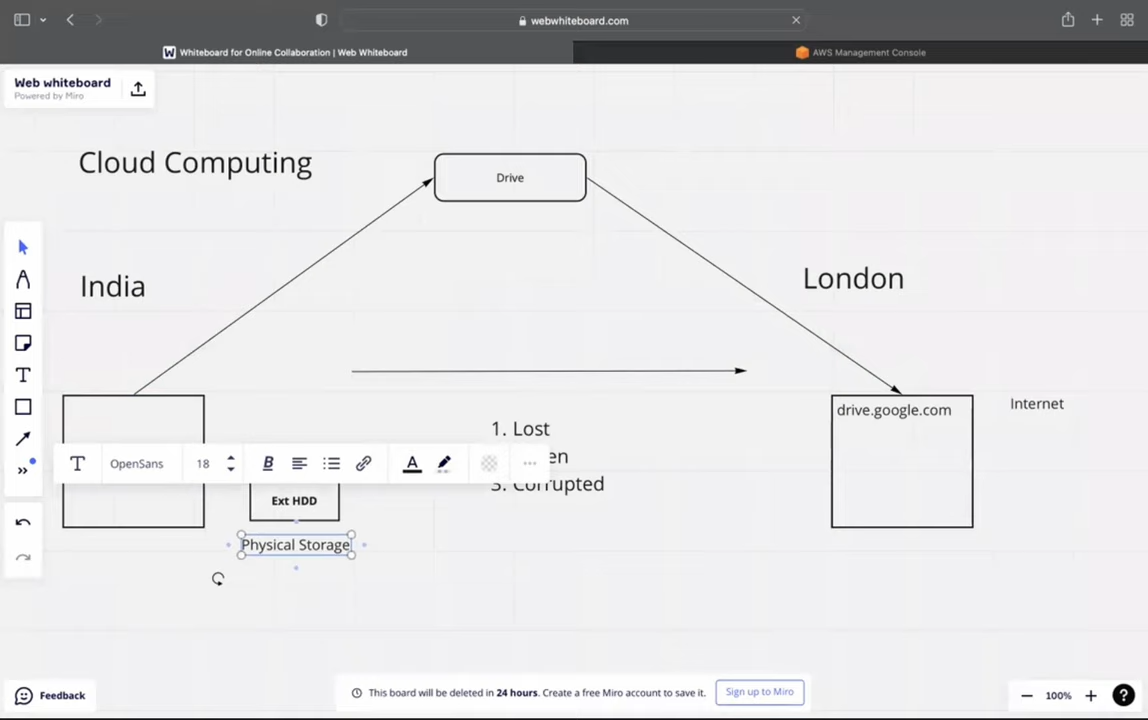 webwhiteboard.com
Whiteboard for Online Collaboration | Web Whiteboard
AWS Management Console
Web whiteboard
Powered by Miro
Cloud Computing
Drive
India
London
drive.google.com
Internet
1. Lost
en
3. Corrupted
OpenSans
18
B
A
Ext HDD
Physical Storage
Feedback
This board will be deleted in 24 hours. Create a free Miro account to save it.
Sign up to Miro
100%